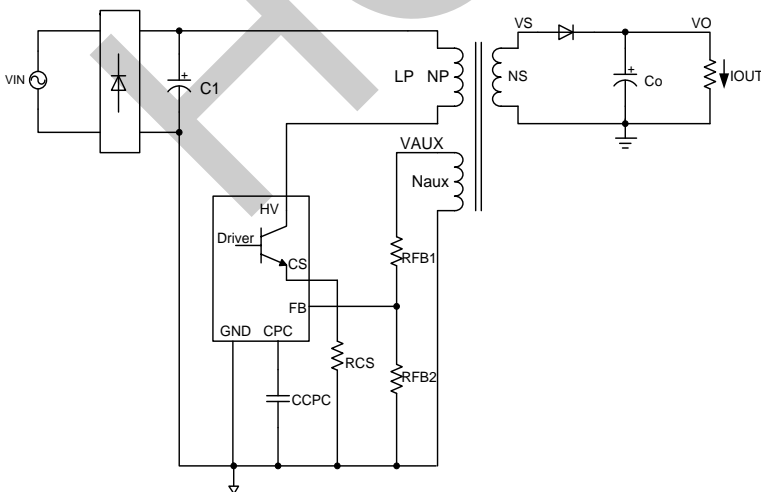 VS
VO
VIN
C1
LP
NP
NS
Co
IOUT
VAUX
Naux
HV
Driver
CS
RFB1
FB
GND
CPC
RCS
RFB2
CCPC